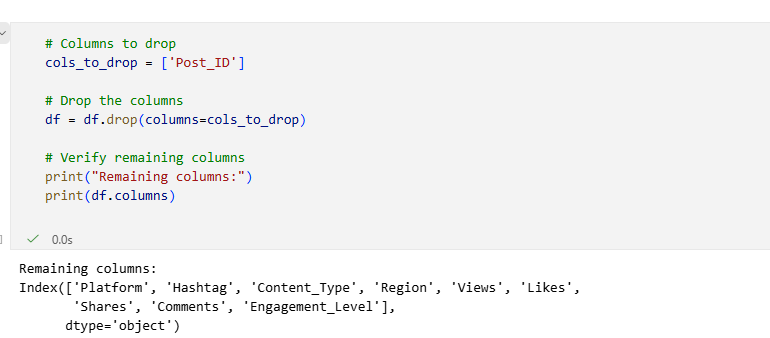 # Columns to drop
cols_to_drop = ['Post_ID']
# Drop the columns
df = df.drop(columns=cols_to_drop)
# Verify remaining columns
print("Remaining columns:")
print(df.columns)
0.0s
Remaining columns:
Index(['Platform', 'Hashtag', 'Content_Type', 'Region', 'Views', 'Likes',
'Shares', 'Comments', 'Engagement_Level'],
dtype='object')